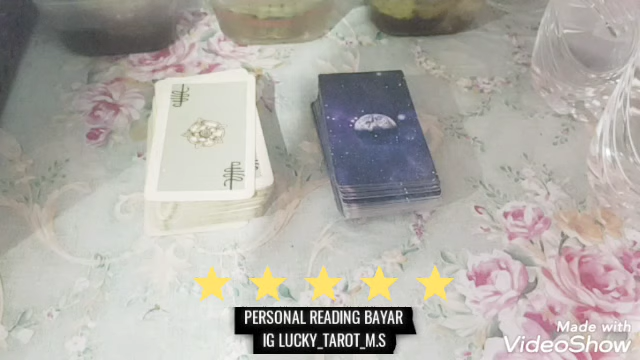 PERSONAL READING BAYAR
IG LUCKY_TAROT_M.S
Made with
VideoShow